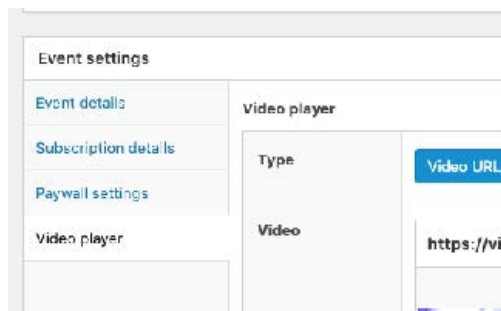 Event settings
Event details
Subscription details
Paywall settings
Video player
Video player
Type
Video URL
Video
https://vi